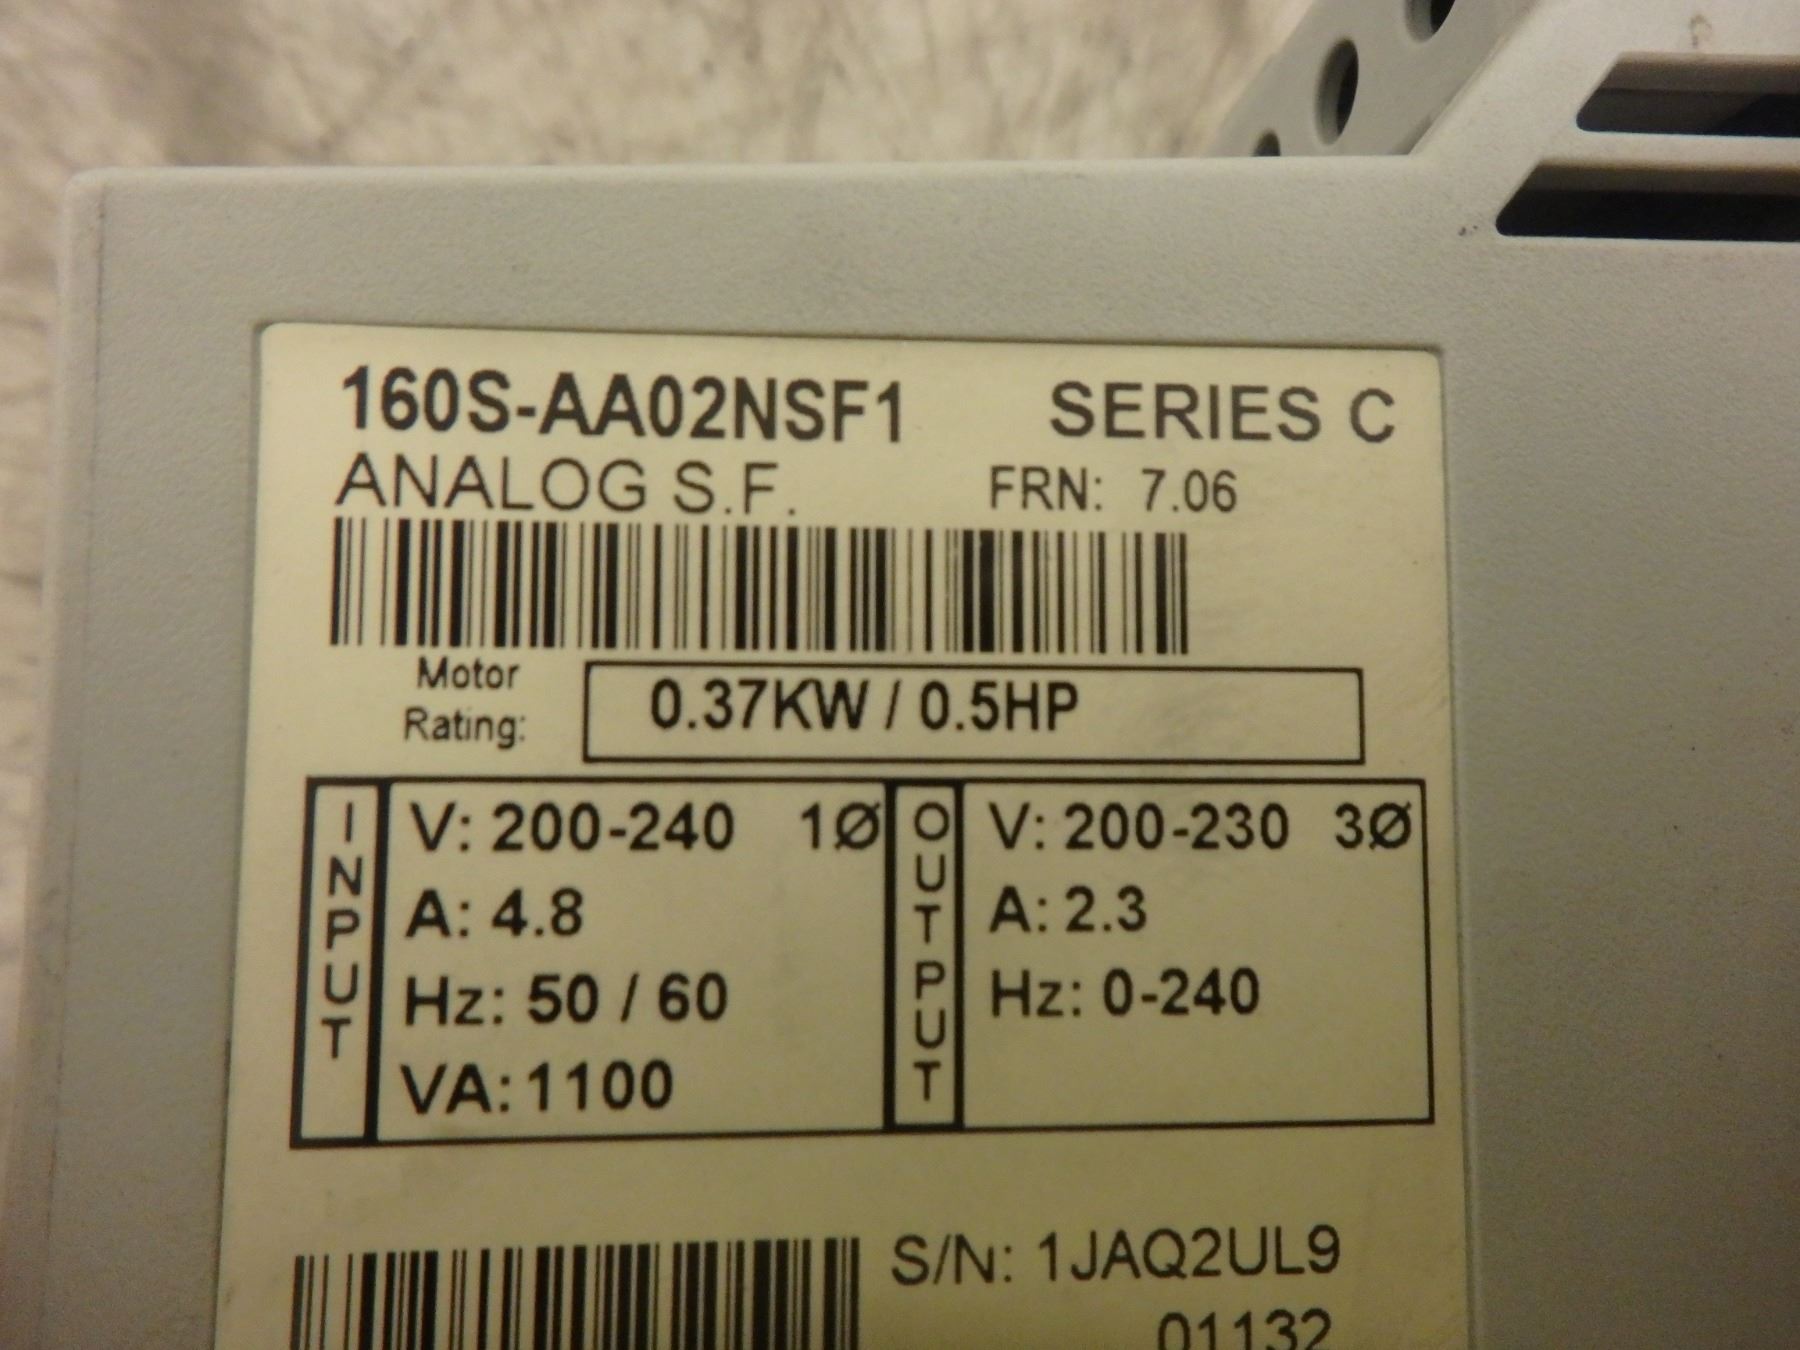 160S-AA02NSF1 SERIES C
ANALOG S.F. FRN: 7.06
Motor
Rating:
0.37KW / 0.5HP
INPUT
V: 200-240 1Ø
A: 4.8
Hz: 50 / 60
VA: 1100
OUTPUT
V: 200-230 3Ø
A: 2.3
Hz: 0-240
S/N: 1JAQ2UL9
01132